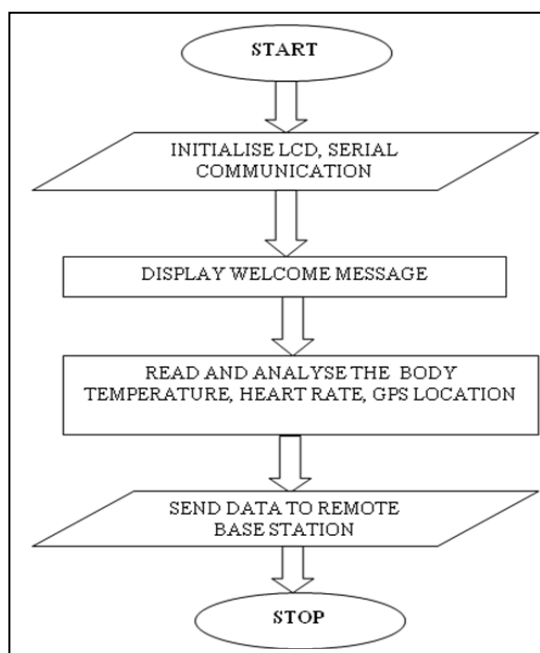 START
INITIALISE LCD, SERIAL
COMMUNICATION
DISPLAY WELCOME MESSAGE
READ AND ANALYSE THE BODY
TEMPERATURE, HEART RATE, GPS LOCATION
SEND DATA TO REMOTE
BASE STATION
STOP